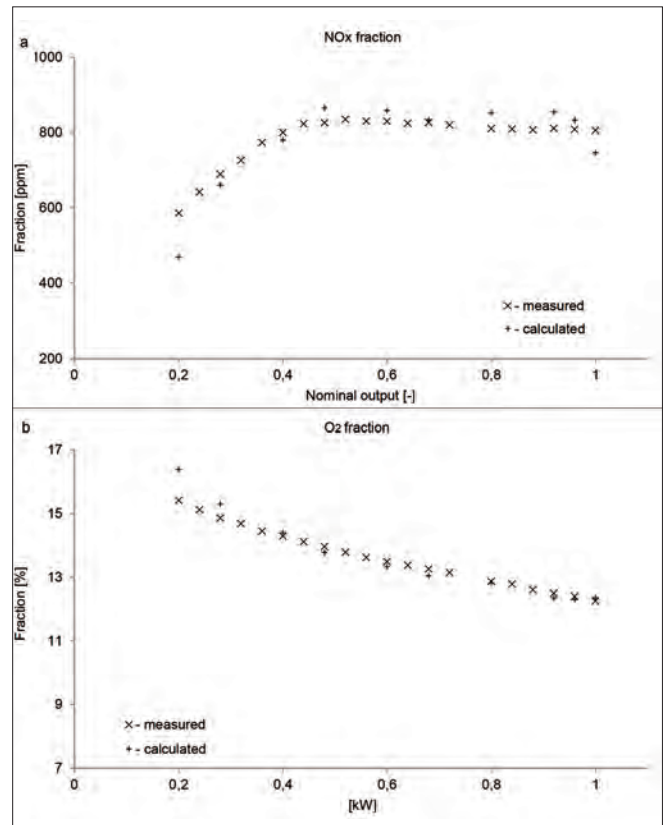 a
NOx fraction
1000
800
600
400
200
Fraction [ppm]
×- measured
+- calculated
0 0,2 0,4 0,6 0,8 1
Nominal output [-]
b
O2 fraction
17
15
13
11
9
7
Fraction [%]
×- measured
+- calculated
0 0,2 0,4 0,6 0,8 1
[kW]